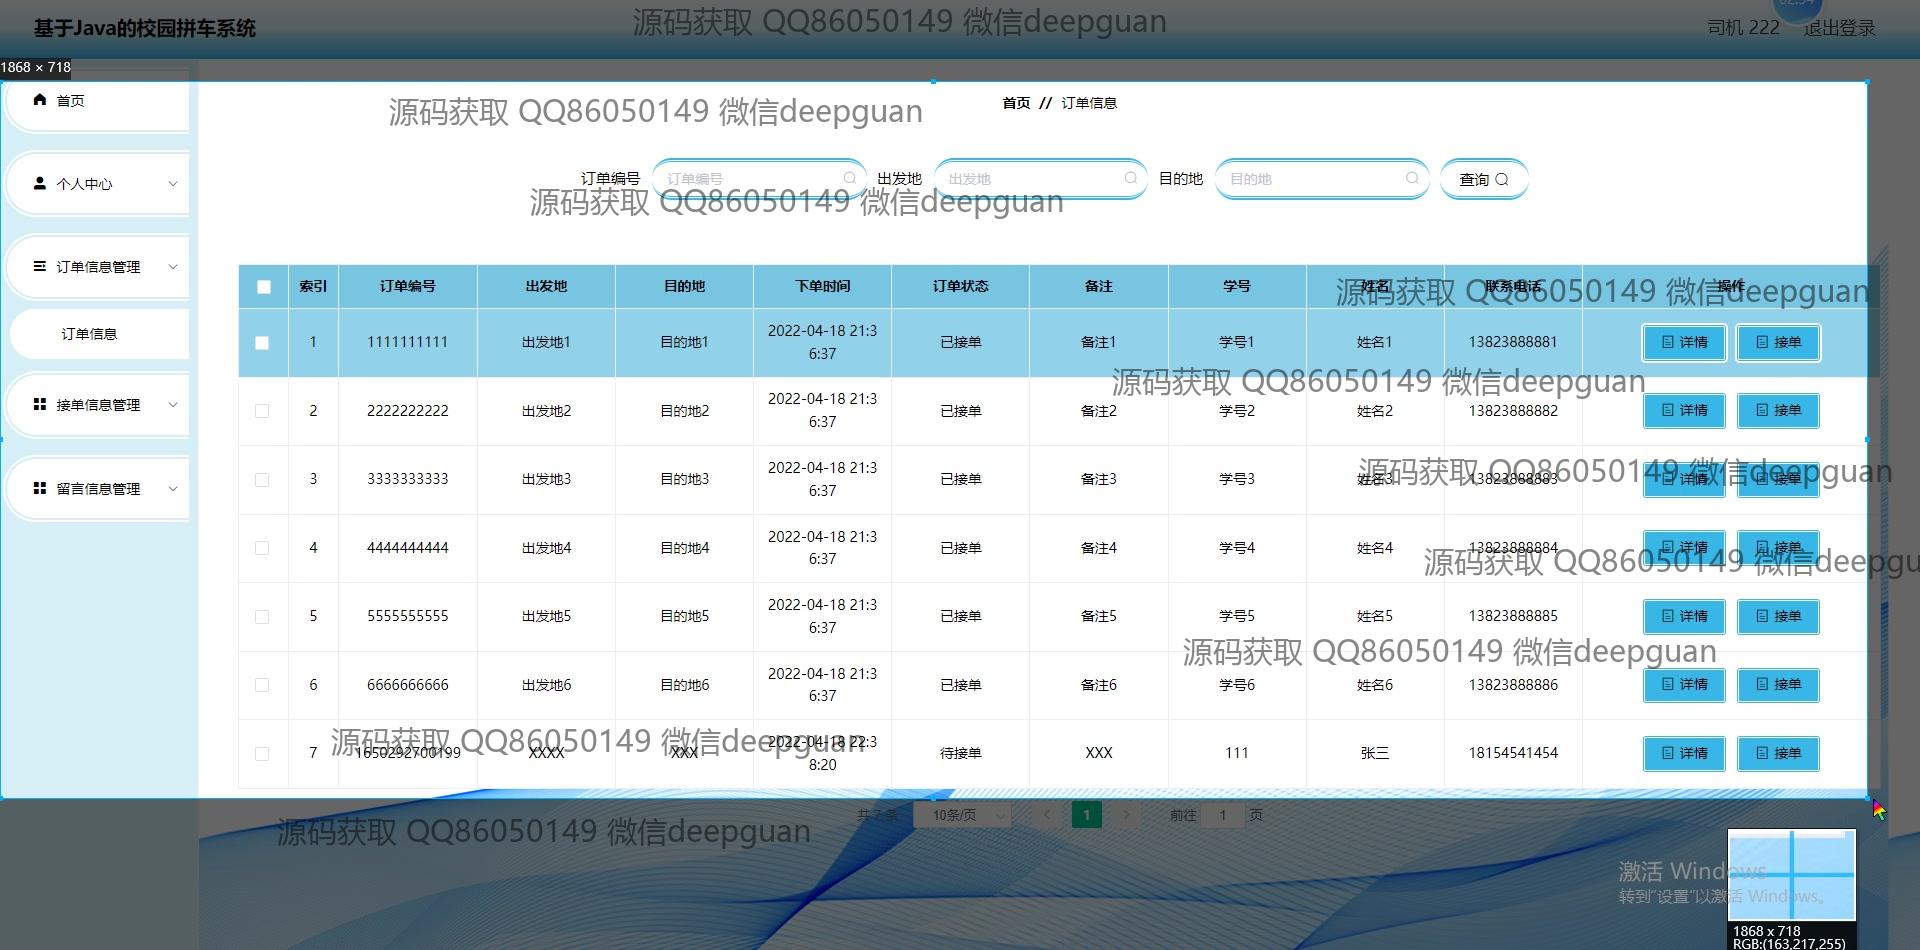 基于Java的校园拼车系统
源码获取 QQ86050149 微信deepguan
司机 222
退出登录
1868 × 718
首页
源码获取 QQ86050149 微信deepguan
首页 // 订单信息
个人中心
订单编号 订单编号 出发地 出发地 目的地 目的地 查询
源码获取 QQ86050149 微信deepguan
订单信息管理
订单信息
接单信息管理
留言信息管理
索引 订单编号 出发地 目的地 下单时间 订单状态 备注 学号 姓名 联系电话 操作
源码获取 QQ86050149 微信deepguan
1 1111111111 出发地1 目的地1 2022-04-18 21:3 已接单 备注1 学号1 姓名1 13823888881 详情 接单
6:37
源码获取 QQ86050149 微信deepguan
2 2222222222 出发地2 目的地2 2022-04-18 21:3 已接单 备注2 学号2 姓名2 13823888882 详情 接单
6:37
源码获取 QQ86050149 微信deepguan
3 3333333333 出发地3 目的地3 2022-04-18 21:3 已接单 备注3 学号3 姓名3 13823888883 详情 接单
6:37
4 4444444444 出发地4 目的地4 2022-04-18 21:3 已接单 备注4 学号4 姓名4 13823888884 详情 接单
6:37
源码获取 QQ86050149 微信deepgu
5 5555555555 出发地5 目的地5 2022-04-18 21:3 已接单 备注5 学号5 姓名5 13823888885 详情 接单
6:37
源码获取 QQ86050149 微信deepguan
6 6666666666 出发地6 目的地6 2022-04-18 21:3 已接单 备注6 学号6 姓名6 13823888886 详情 接单
6:37
源码获取 QQ86050149 微信deepguan
7 1650292700199 XXXX XXX 2022-04-18 22:3 待接单 XXX 111 张三 18154541454 详情 接单
8:20
共 7 条 10条/页 1 前往 1 页
源码获取 QQ86050149 微信deepguan
激活 Windows
转到"设置"以激活 Windows。
1868 x 718
RGB:(163,217,255)